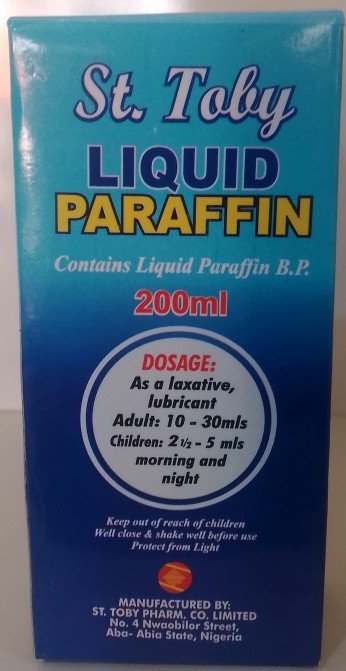 St. Toby
LIQUID
PARAFFIN
Contains Liquid Paraffin B.P.
200ml
DOSAGE:
As a laxative,
lubricant
Adult: 10 - 30mls
Children: 2 1/2 - 5 mls
morning and
night
Keep out of reach of children
Well close & shake well before use
Protect from Light
MANUFACTURED BY:
ST. TOBY PHARM. CO. LIMITED
No. 4 Nwaobilor Street,
Aba- Abia State, Nigeria